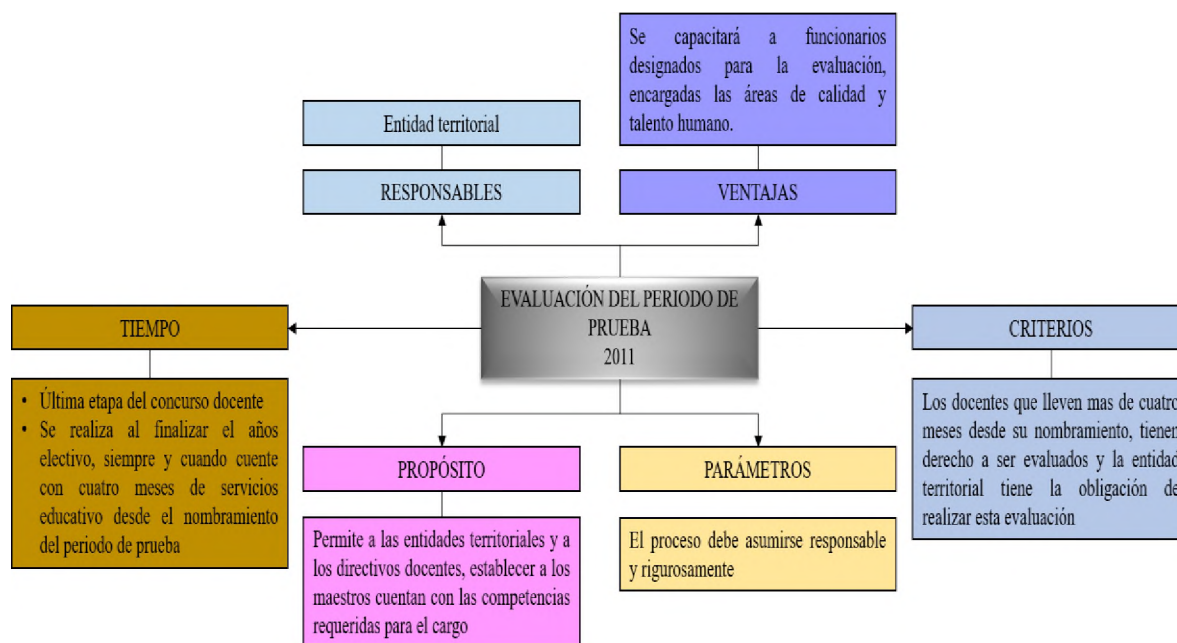 Se capacitará a funcionarios
designados para la evaluación,
encargadas las áreas de calidad y
talento humano.
Entidad territorial
RESPONSABLES
VENTAJAS
EVALUACIÓN DEL PERIODO DE
PRUEBA
2011
TIEMPO
CRITERIOS
• Última etapa del concurso docente
• Se realiza al finalizar el años
electivo, siempre y cuando cuente
con cuatro meses de servicios
educativo desde el nombramiento
del periodo de prueba
Los docentes que lleven mas de cuatro
meses desde su nombramiento, tienen
derecho a ser evaluados y la entidad
territorial tiene la obligación de
realizar esta evaluación
PROPÓSITO
PARÁMETROS
Permite a las entidades territoriales y a
los directivos docentes, establecer a los
maestros cuentan con las competencias
requeridas para el cargo
El proceso debe asumirse responsable
y rigurosamente